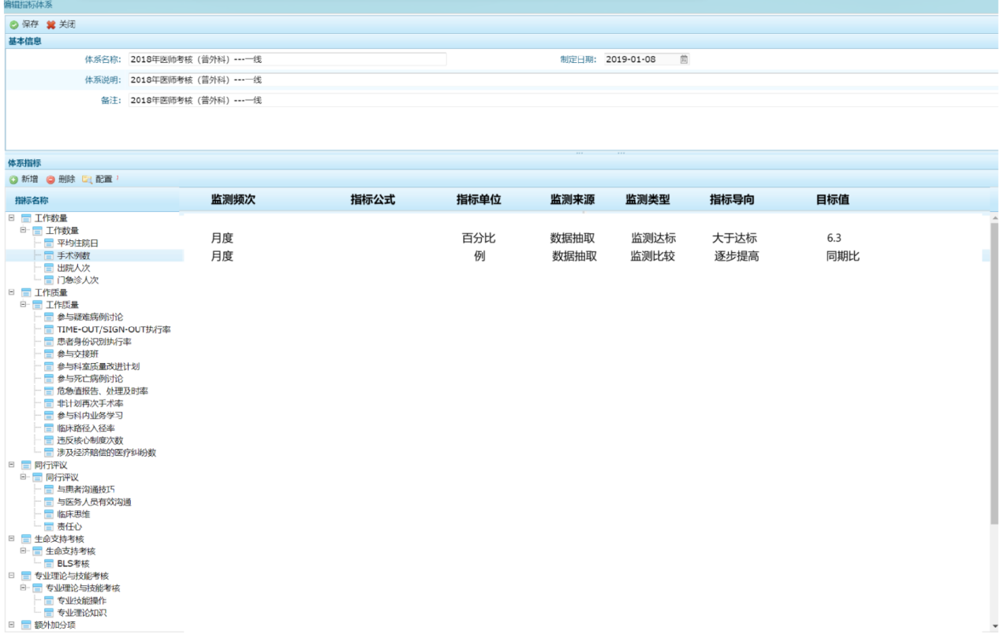 编辑指标体系
保存 关闭
基本信息
体系名称: 2018年医师考核（普外科）---一线 制定日期: 2019-01-08
体系说明: 2018年医师考核（普外科）---一线
备注: 2018年医师考核（普外科）---一线
体系指标
新增 删除 配置
指标名称 监测频次 指标公式 指标单位 监测来源 监测类型 指标导向 目标值
工作数量
工作数量
平均住院日 月度 百分比 数据抽取 监测达标 大于达标 6.3
手术例数 月度 例 数据抽取 监测比较 逐步提高 同期比
出院人次
门急诊人次
工作质量
工作质量
参与疑难病例讨论
TIME-OUT/SIGN-OUT执行率
患者身份识别执行率
参与交接班
参与科室质量改进计划
参与死亡病例讨论
危急值报告、处理及时率
非计划再次手术率
参与科内业务学习
临床路径入径率
违反核心制度次数
涉及经济赔偿的医疗纠纷数
同行评议
同行评议
与患者沟通技巧
与医务人员有效沟通
临床思维
责任心
生命支持考核
生命支持考核
BLS考核
专业理论与技能考核
专业理论与技能考核
专业技能操作
专业理论知识
额外加分项